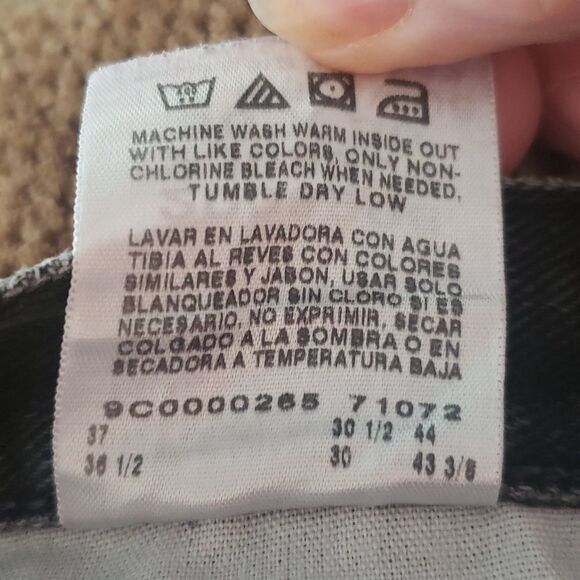 MACHINE WASH WARM INSIDE OUT
WITH LIKE COLORS, ONLY NON-
CHLORINE BLEACH WHEN NEEDED.
TUMBLE DRY LOW
LAVAR EN LAVADORA CON AGUA
TIBIA AL REVES CON COLORES
SIMILARES Y JABON, USAR SOLO
BLANQUEADOR SIN CLORO SI ES
NECESARIO, NO EXPRIMIR, SECAR
COLGADO A LA SOMBRA O EN
SECADORA A TEMPERATURA BAJA
9C0000265 71072
37 30 1/2 44
36 1/2 30 43 3/8